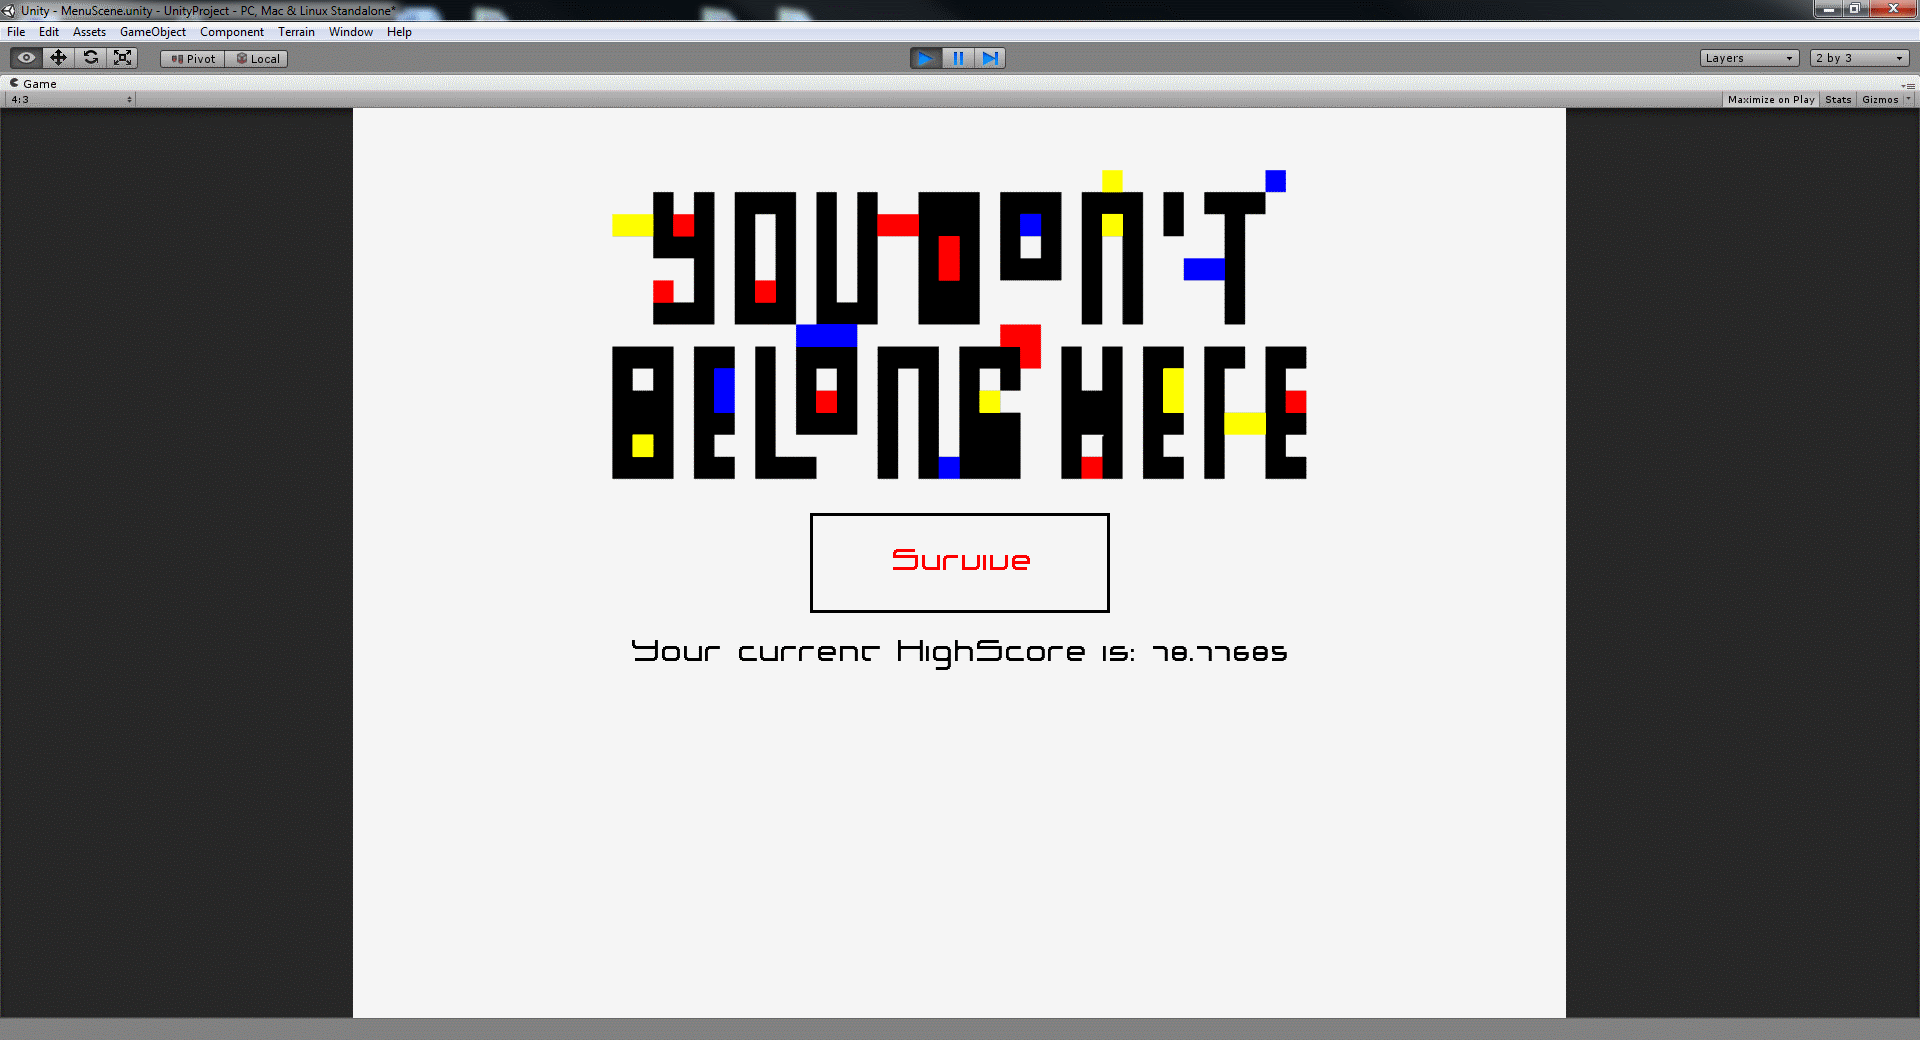 Unity - MenuScene.unity - UnityProject - PC, Mac & Linux Standalone*
File Edit Assets GameObject Component Terrain Window Help
Pivot Local Layers 2 by 3
Game
4:3 Maximize on Play Stats Gizmos
YOU DON'T
BELONG HERE
Survive
Your current HighScore is: 78.77685